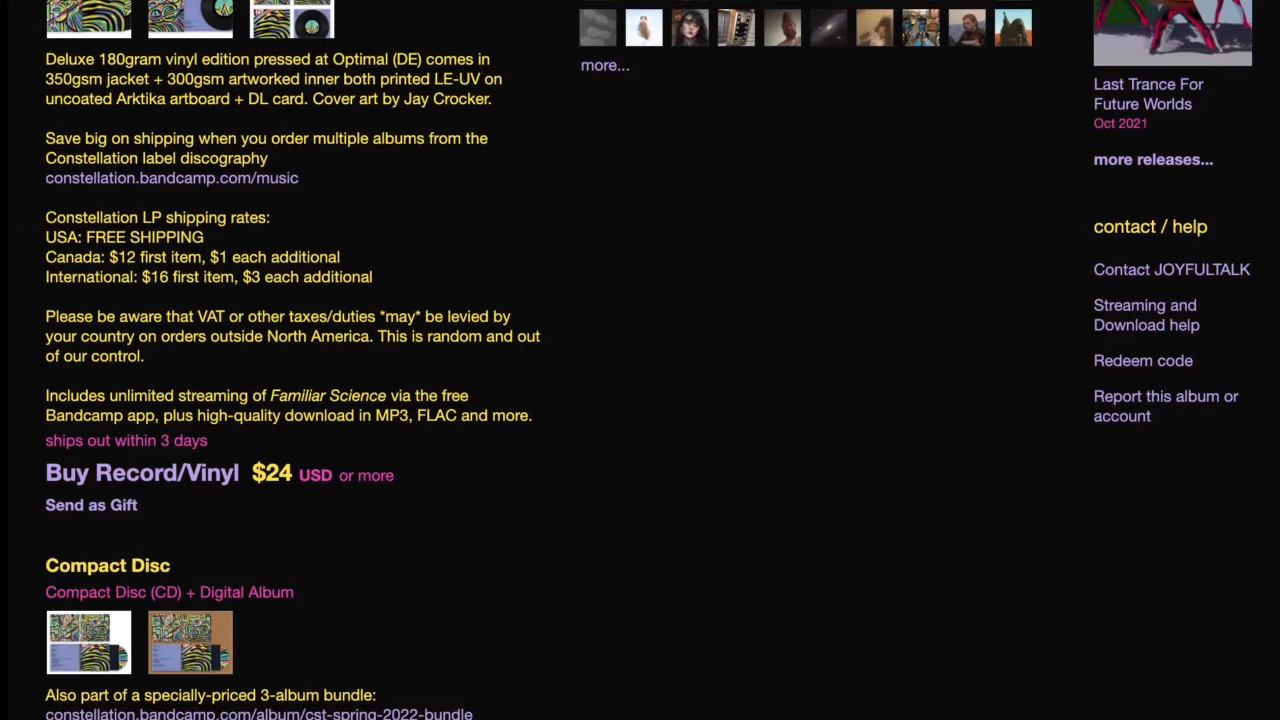 Deluxe 180gram vinyl edition pressed at Optimal (DE) comes in
350gsm jacket + 300gsm artworked inner both printed LE-UV on
uncoated Arktika artboard + DL card. Cover art by Jay Crocker.
Save big on shipping when you order multiple albums from the
Constellation label discography
constellation.bandcamp.com/music
Constellation LP shipping rates:
USA: FREE SHIPPING
Canada: $12 first item, $1 each additional
International: $16 first item, $3 each additional
Please be aware that VAT or other taxes/duties *may* be levied by
your country on orders outside North America. This is random and out
of our control.
Includes unlimited streaming of Familiar Science via the free
Bandcamp app, plus high-quality download in MP3, FLAC and more.
ships out within 3 days
Buy Record/Vinyl $24 USD or more
Send as Gift
Compact Disc
Compact Disc (CD) + Digital Album
Also part of a specially-priced 3-album bundle:
constellation.bandcamp.com/album/cst-spring-2022-bundle
more...
Last Trance For
Future Worlds
Oct 2021
more releases...
contact / help
Contact JOYFULTALK
Streaming and
Download help
Redeem code
Report this album or
account